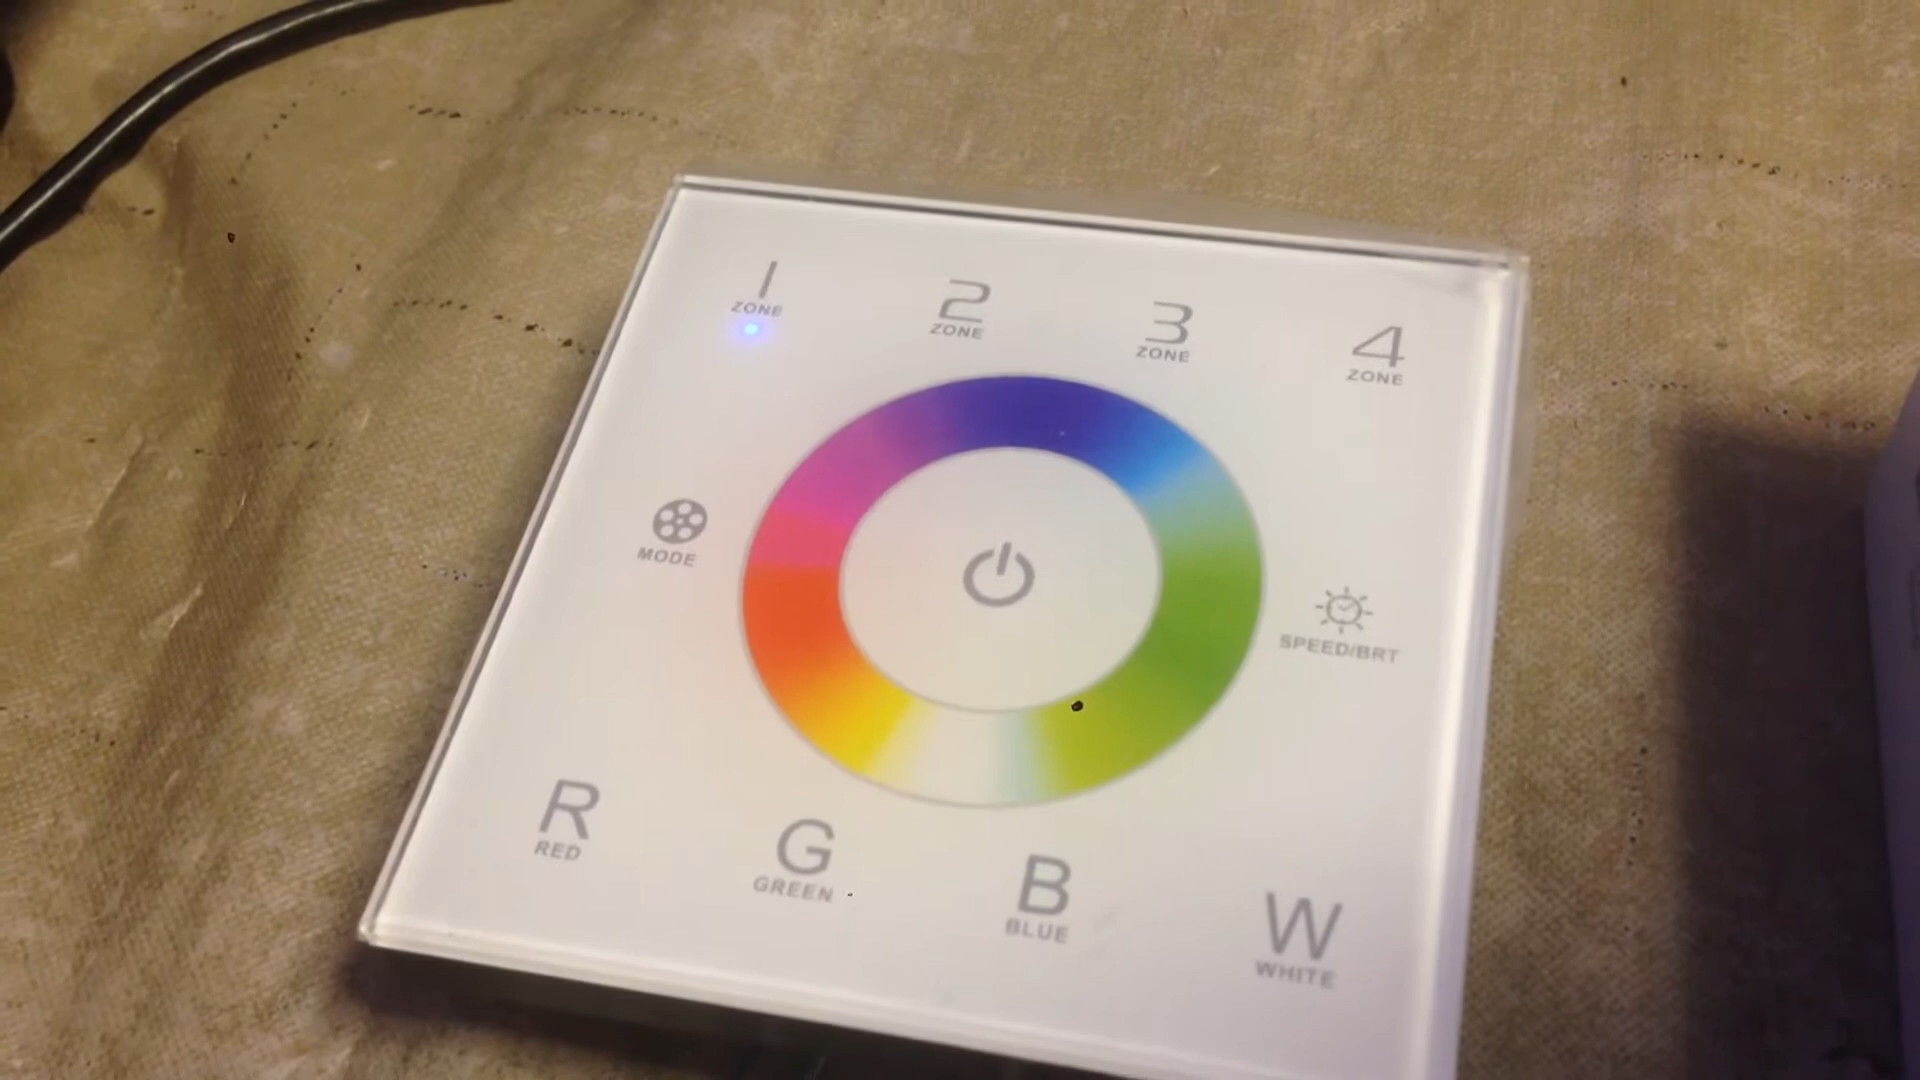 1 2 3 4
ZONE ZONE ZONE ZONE
MODE
SPEED/BRT
R G B W
RED GREEN BLUE WHITE